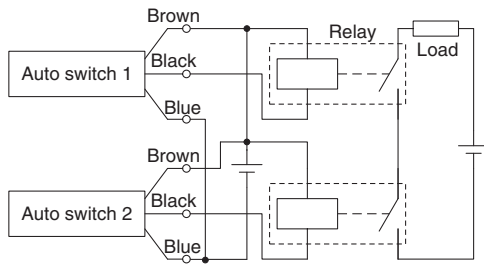 Brown
Relay
Load
Auto switch 1
Black
Blue
Brown
Auto switch 2
Black
Blue